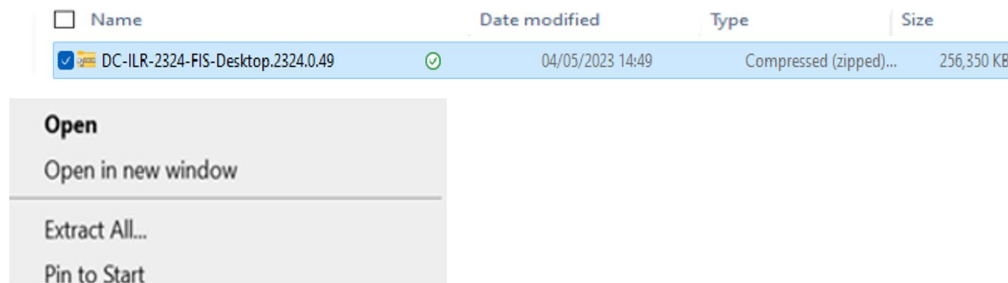 Name Date modified Type Size
DC-ILR-2324-FIS-Desktop.2324.0.49 04/05/2023 14:49 Compressed (zipped)... 256,350 KB
Open
Open in new window
Extract All...
Pin to Start